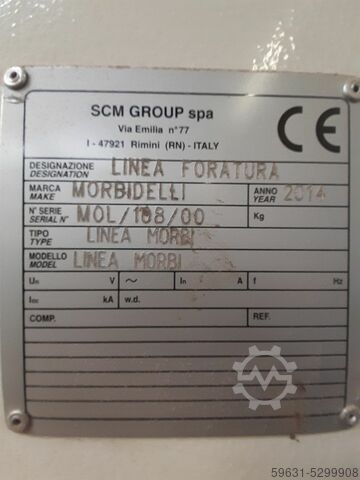 SCM GROUP spa
Via Emilia n°77
I - 47921 Rimini (RN) - ITALY
CE
DESIGNAZIONE LINEA FORATURA
DESIGNATION
MARCA MORBIDELLI ANNO 2014
MAKE YEAR
N° SERIE MOL/108/00 Kg
SERIAL N°
TIPO LINEA MORBI
TYPE
MODELLO LINEA MORBI
MODEL
Un V ~ In A f Hz
Icc kA w.d.
COMP. REF.
59631-5299908